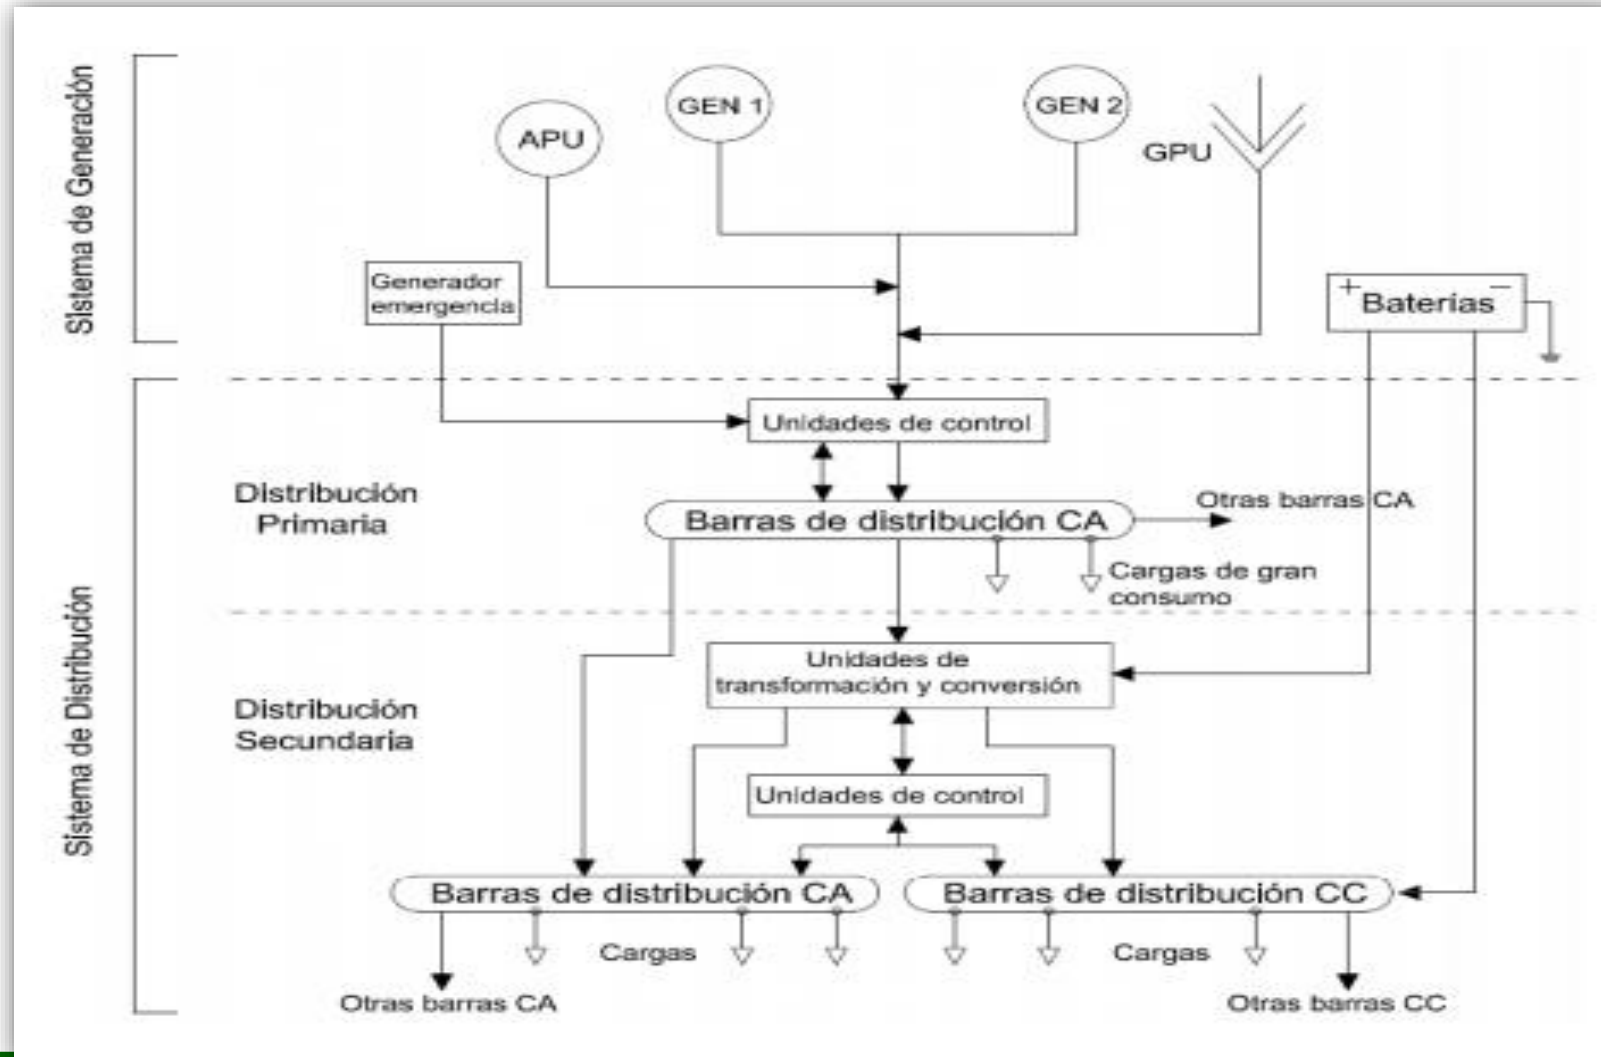 Sistema de Generación
APU
GEN 1
GEN 2
GPU
Generador
emergencia
+ Baterias −
Sistema de Distribución
Unidades de control
Distribución
Primaria
Barras de distribución CA
Otras barras CA
Cargas de gran
consumo
Distribución
Secundaria
Unidades de
transformación y conversión
Unidades de control
Barras de distribución CA
Barras de distribución CC
Cargas
Cargas
Otras barras CA
Otras barras CC